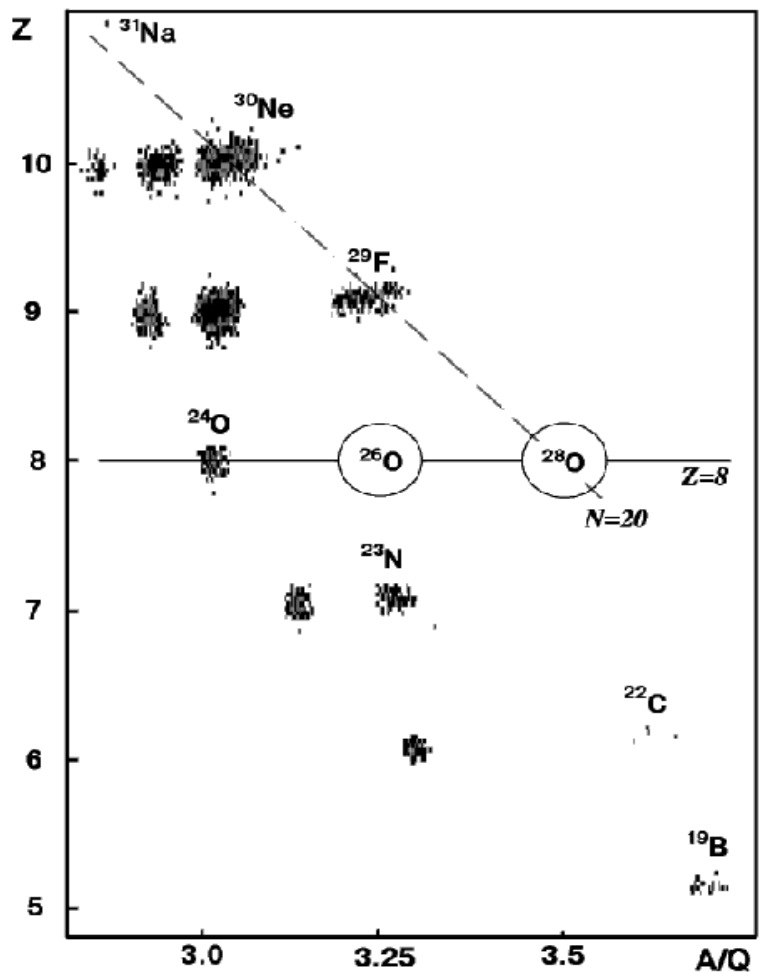 Z
³¹Na
³⁰Ne
10
²⁹F
9
²⁴O
8
²⁶O
²⁸O
Z=8
N=20
²³N
7
²²C
6
¹⁹B
5
3.0
3.25
3.5
A/Q